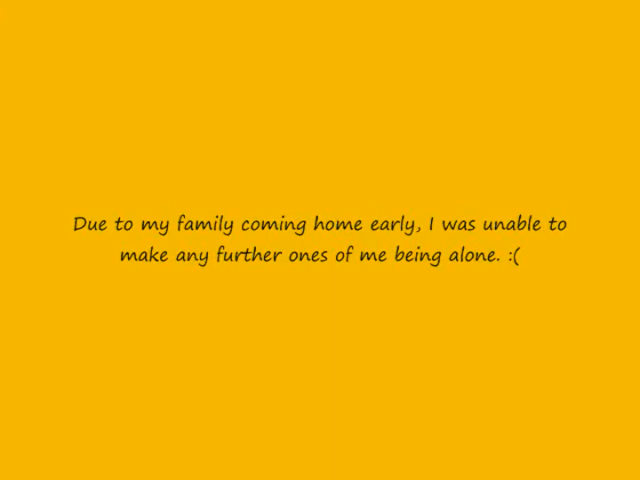 Due to my family coming home early, I was unable to
make any further ones of me being alone. :(